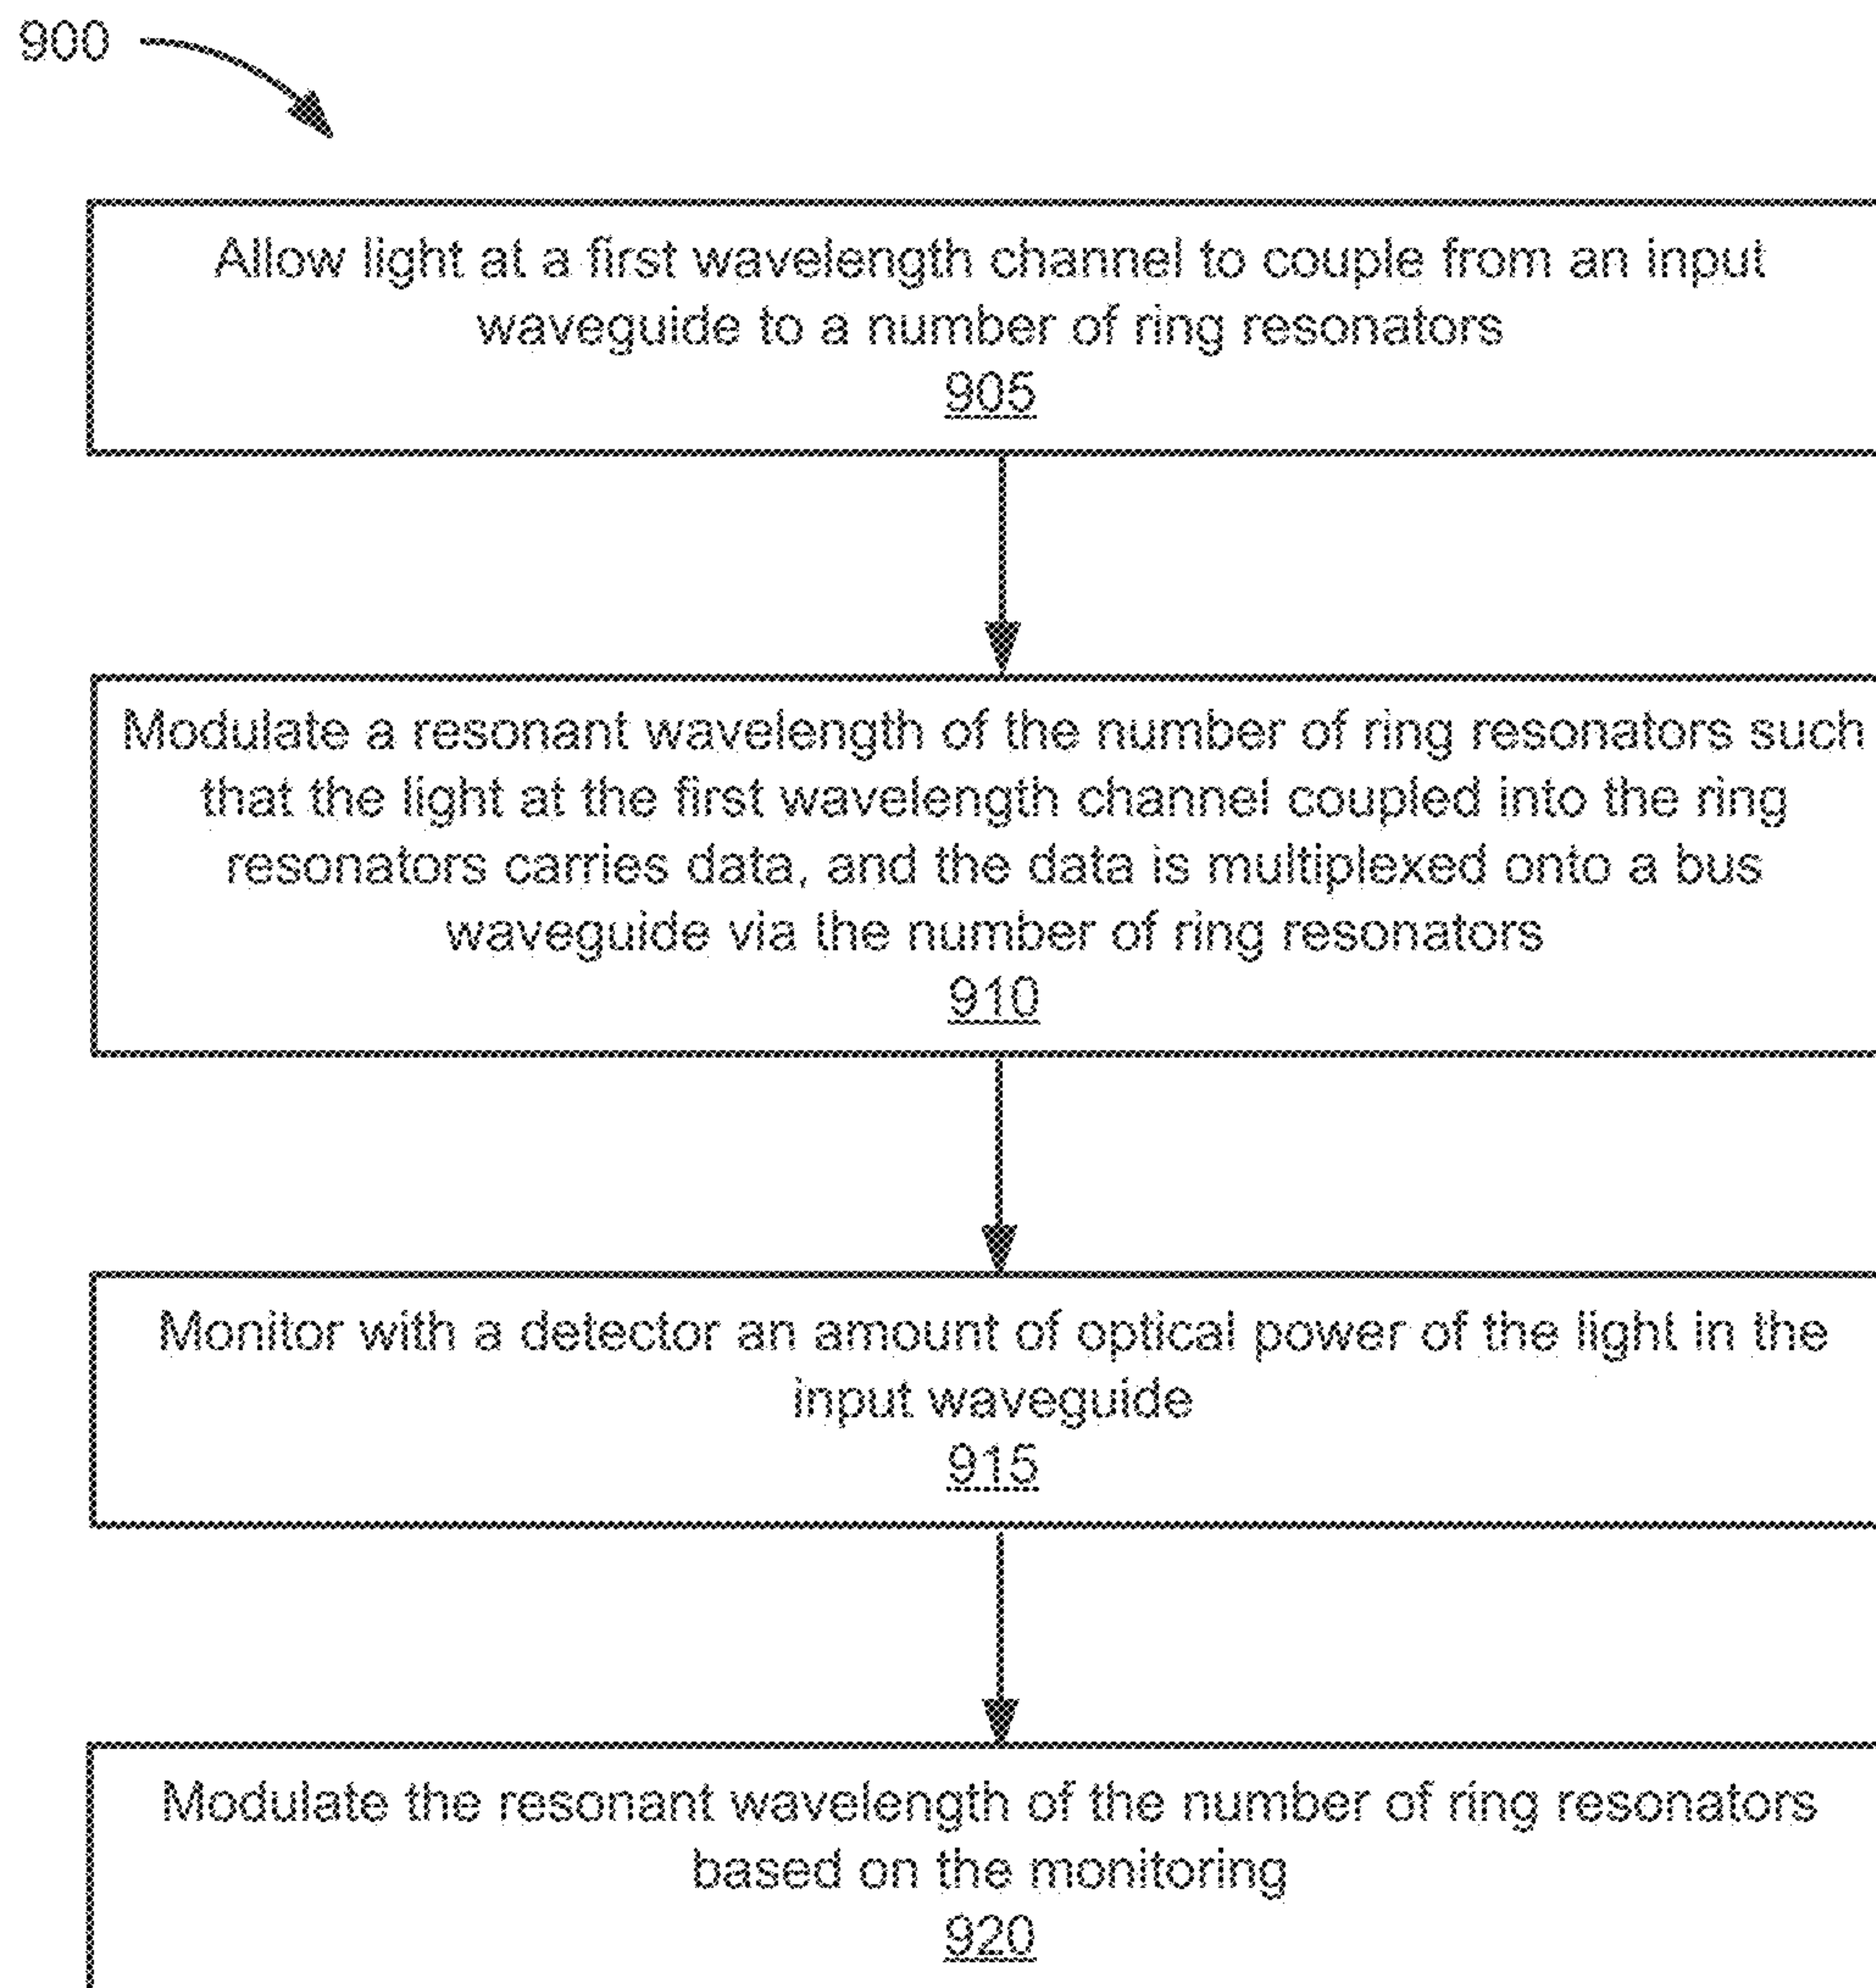 900
Allow light at a first wavelength channel to couple from an input
waveguide to a number of ring resonators
905
Modulate a resonant wavelength of the number of ring resonators such
that the light at the first wavelength channel coupled into the ring
resonators carries data, and the data is multiplexed onto a bus
waveguide via the number of ring resonators
910
Monitor with a detector an amount of optical power of the light in the
input waveguide
915
Modulate the resonant wavelength of the number of ring resonators
based on the monitoring
920